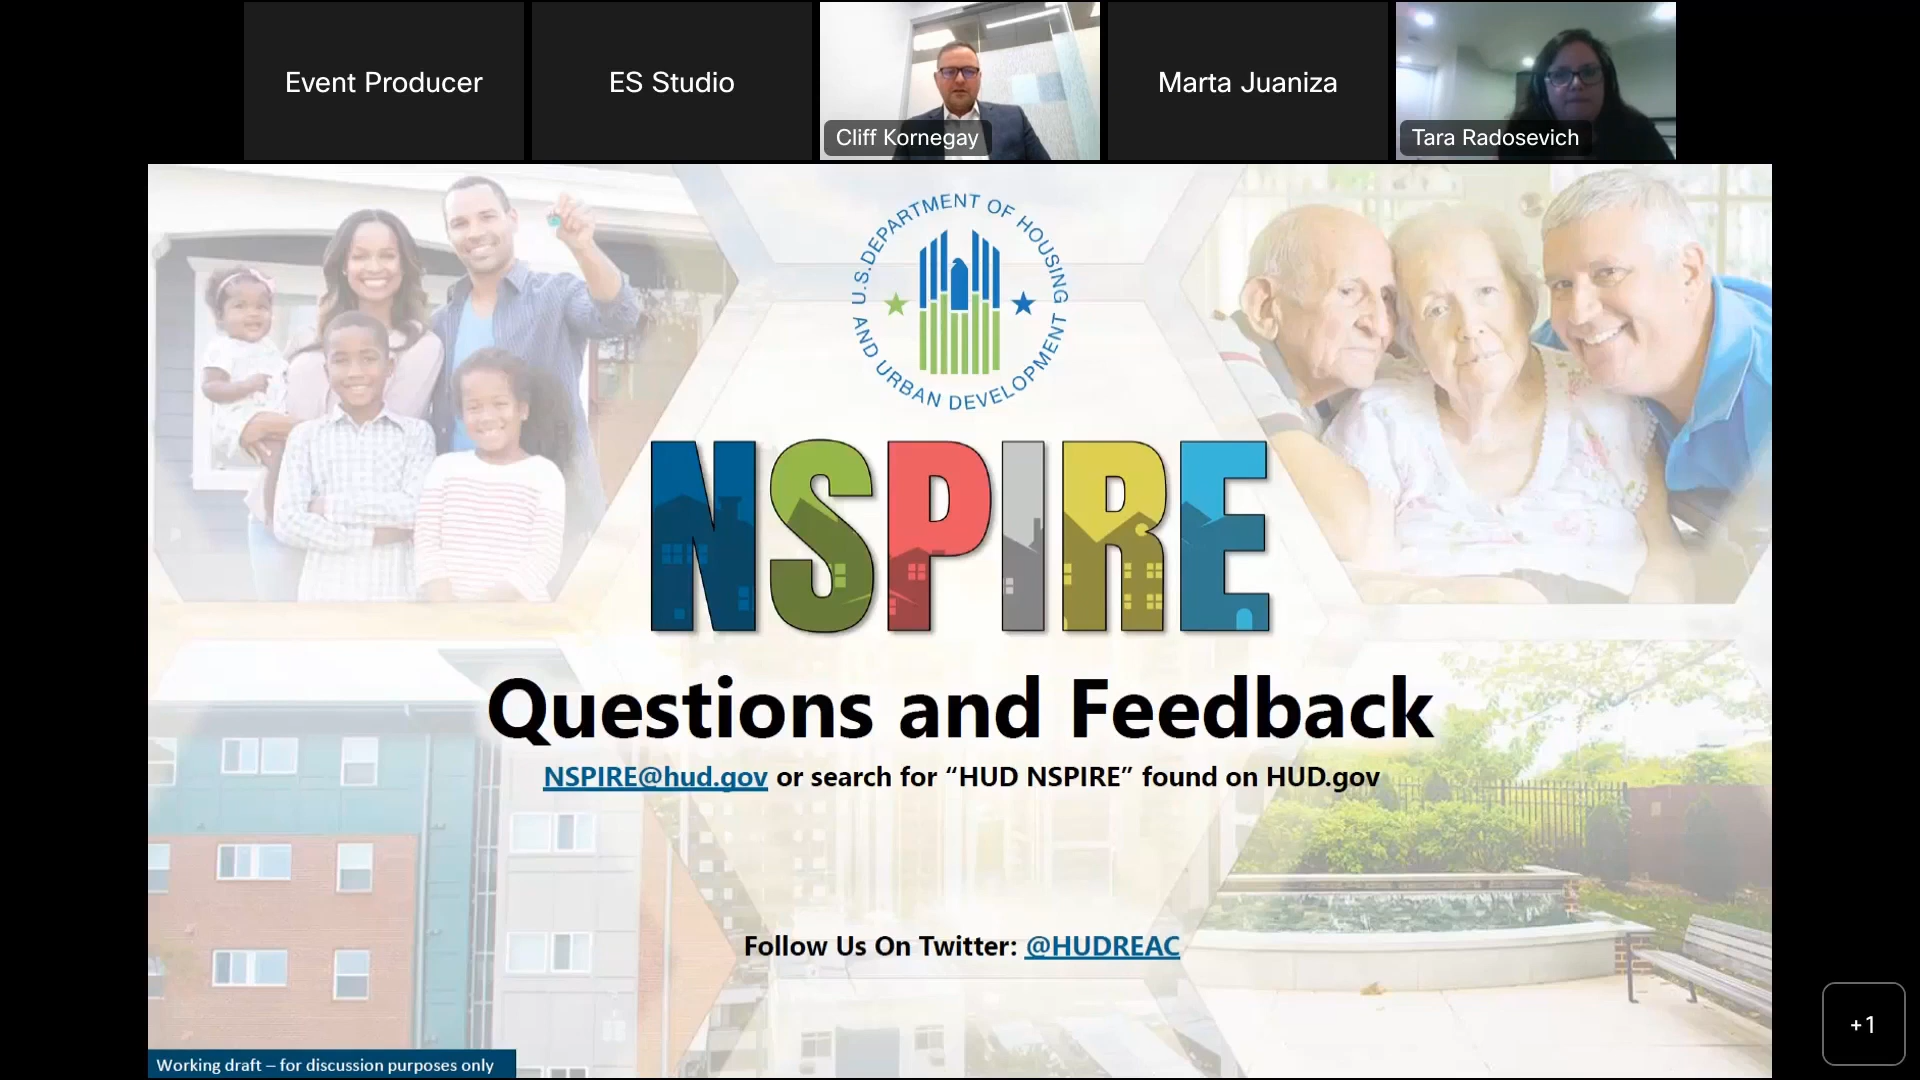 Event Producer
ES Studio
Cliff Kornegay
Marta Juaniza
Tara Radosevich
U.S.DEPARTMENT OF HOUSING
AND URBAN DEVELOPMENT
NSPIRE
Questions and Feedback
NSPIRE@hud.gov or search for “HUD NSPIRE” found on HUD.gov
Follow Us On Twitter: @HUDREAC
Working draft – for discussion purposes only
+1